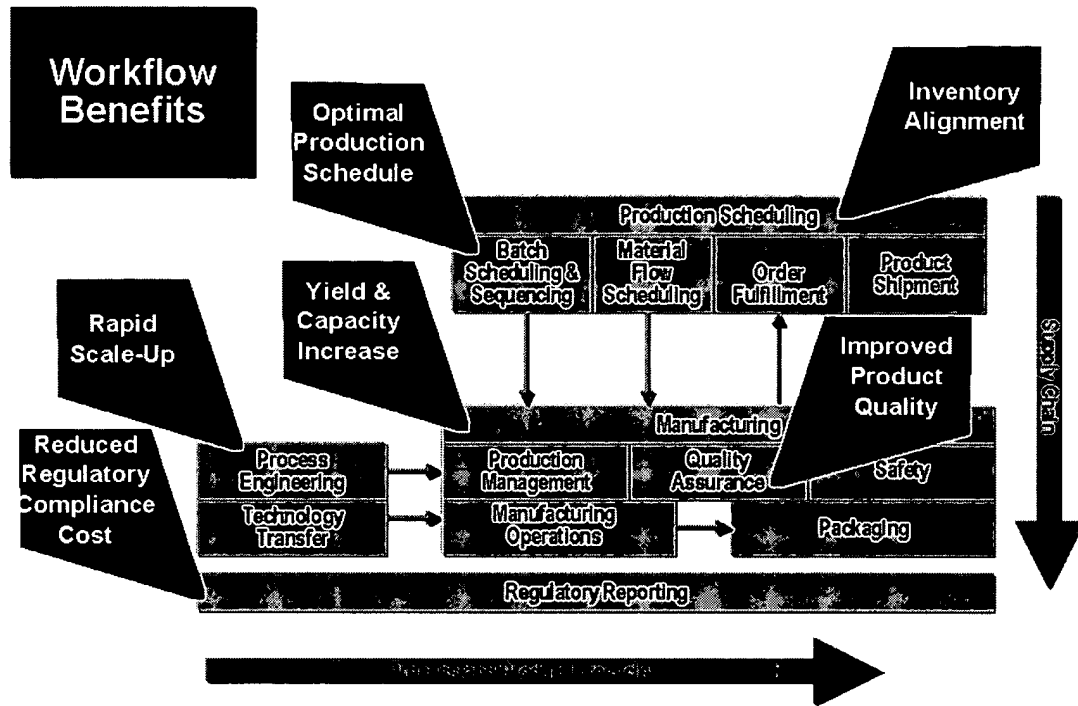 Workflow
Benefits
Optimal
Production
Schedule
Inventory
Alignment
Production Scheduling
Batch
Scheduling &
Sequencing
Material
Flow
Scheduling
Order
Fulfillment
Product
Shipment
Rapid
Scale-Up
Yield &
Capacity
Increase
Improved
Product
Quality
Supply Chain
Reduced
Regulatory
Compliance
Cost
Manufacturing
Process
Engineering
Production
Management
Quality
Assurance
Safety
Technology
Transfer
Manufacturing
Operations
Packaging
Regulatory Reporting